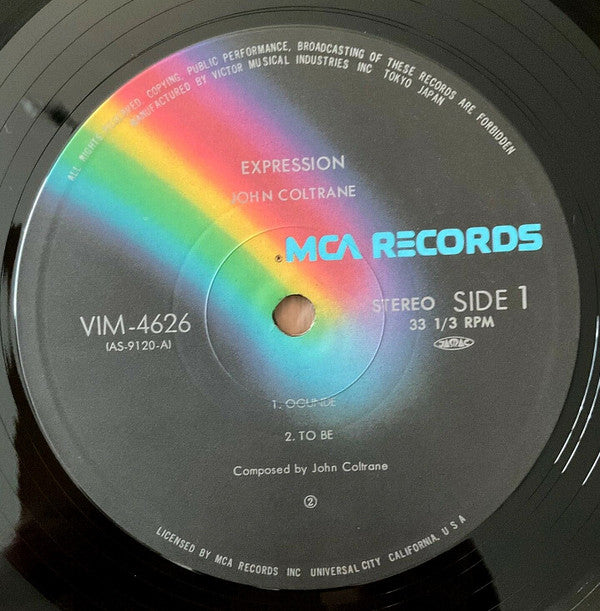 ALL RIGHTS RESERVED. COPYING, PUBLIC PERFORMANCE, BROADCASTING OF THESE RECORDS ARE FORBIDDEN
MANUFACTURED BY VICTOR MUSICAL INDUSTRIES INC TOKYO JAPAN
EXPRESSION
JOHN COLTRANE
® MCA RECORDS
VIM-4626
(AS-9120-A)
STEREO SIDE 1
33 1/3 RPM
JASRAC
1. OGUNDE
2. TO BE
Composed by John Coltrane
②
LICENSED BY MCA RECORDS INC UNIVERSAL CITY CALIFORNIA, U S A